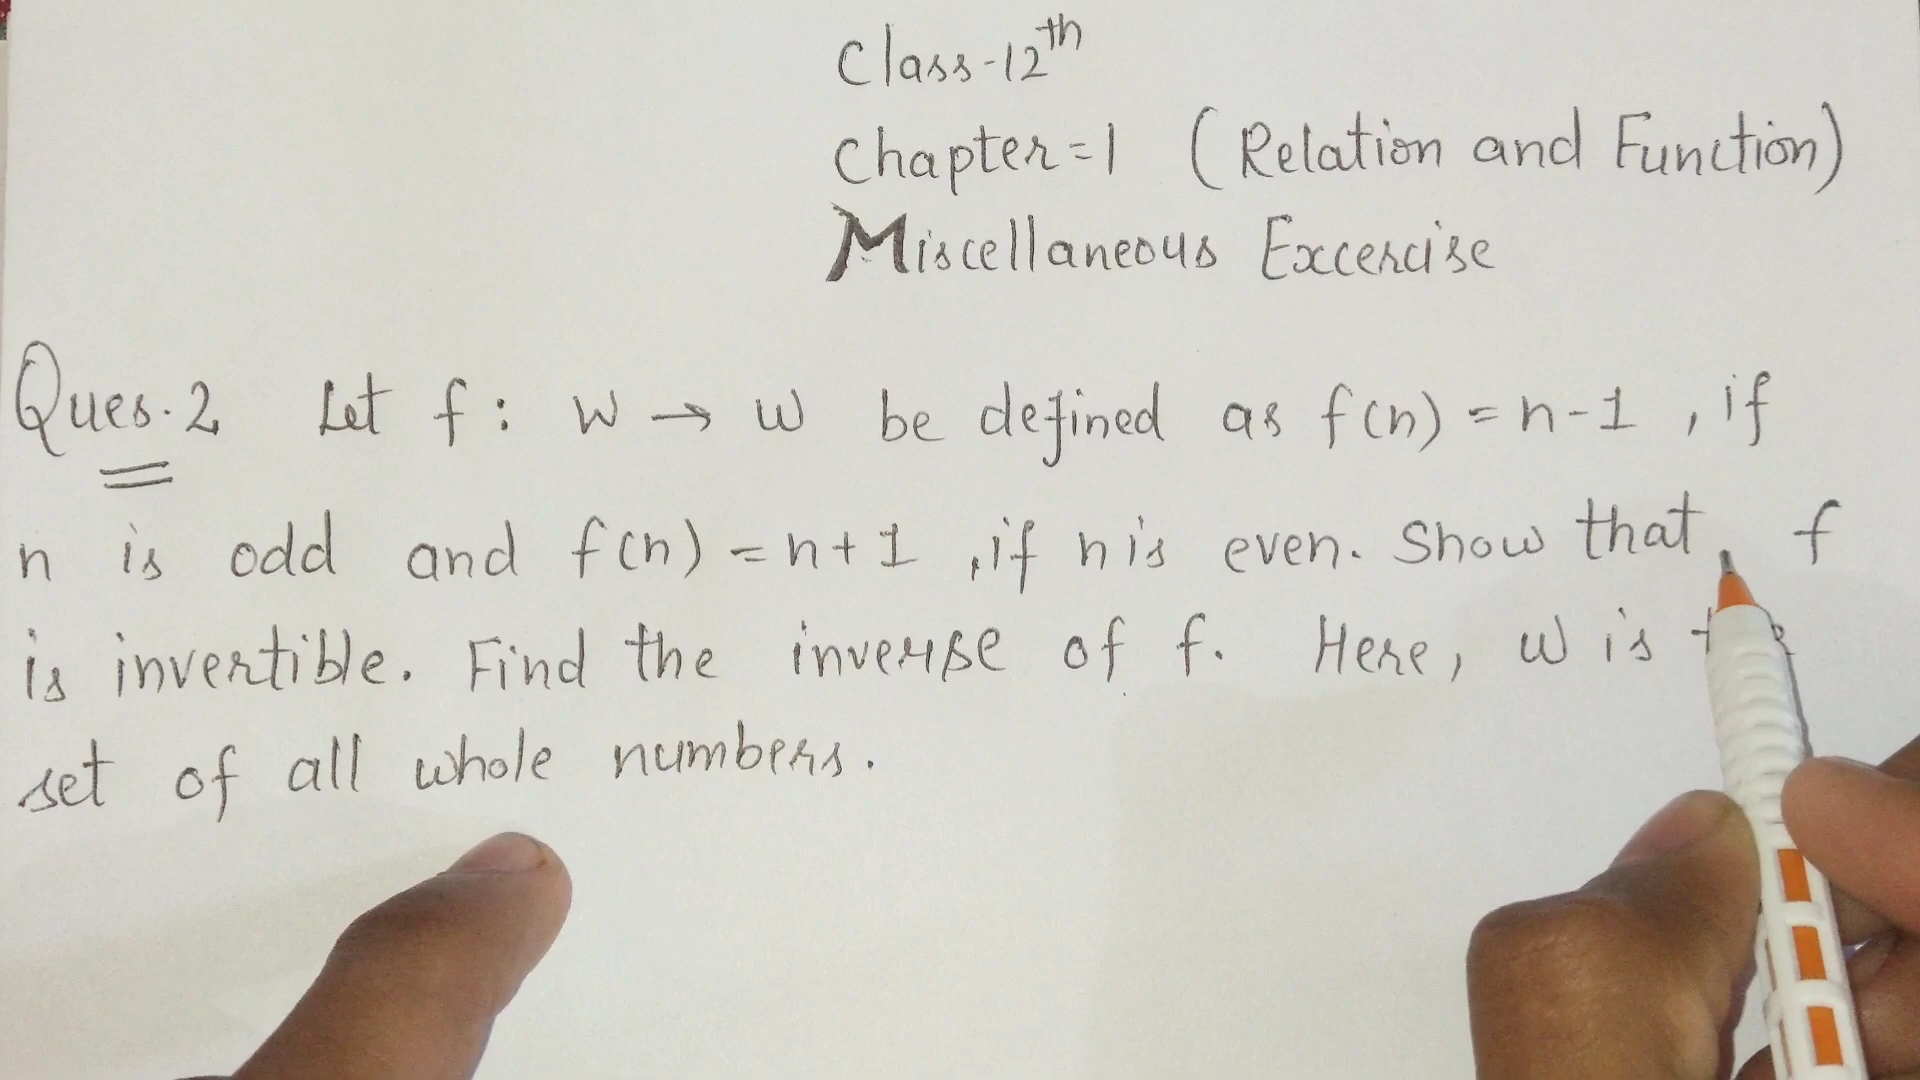 Class-12th
Chapter=1 (Relation and Function)
Miscellaneous Excercise
Ques.2 Let f: W → W be defined as f(n) = n-1, if
n is odd and f(n) = n+1, if n is even. Show that, f
is invertible. Find the inverse of f. Here, W is
set of all whole numbers.